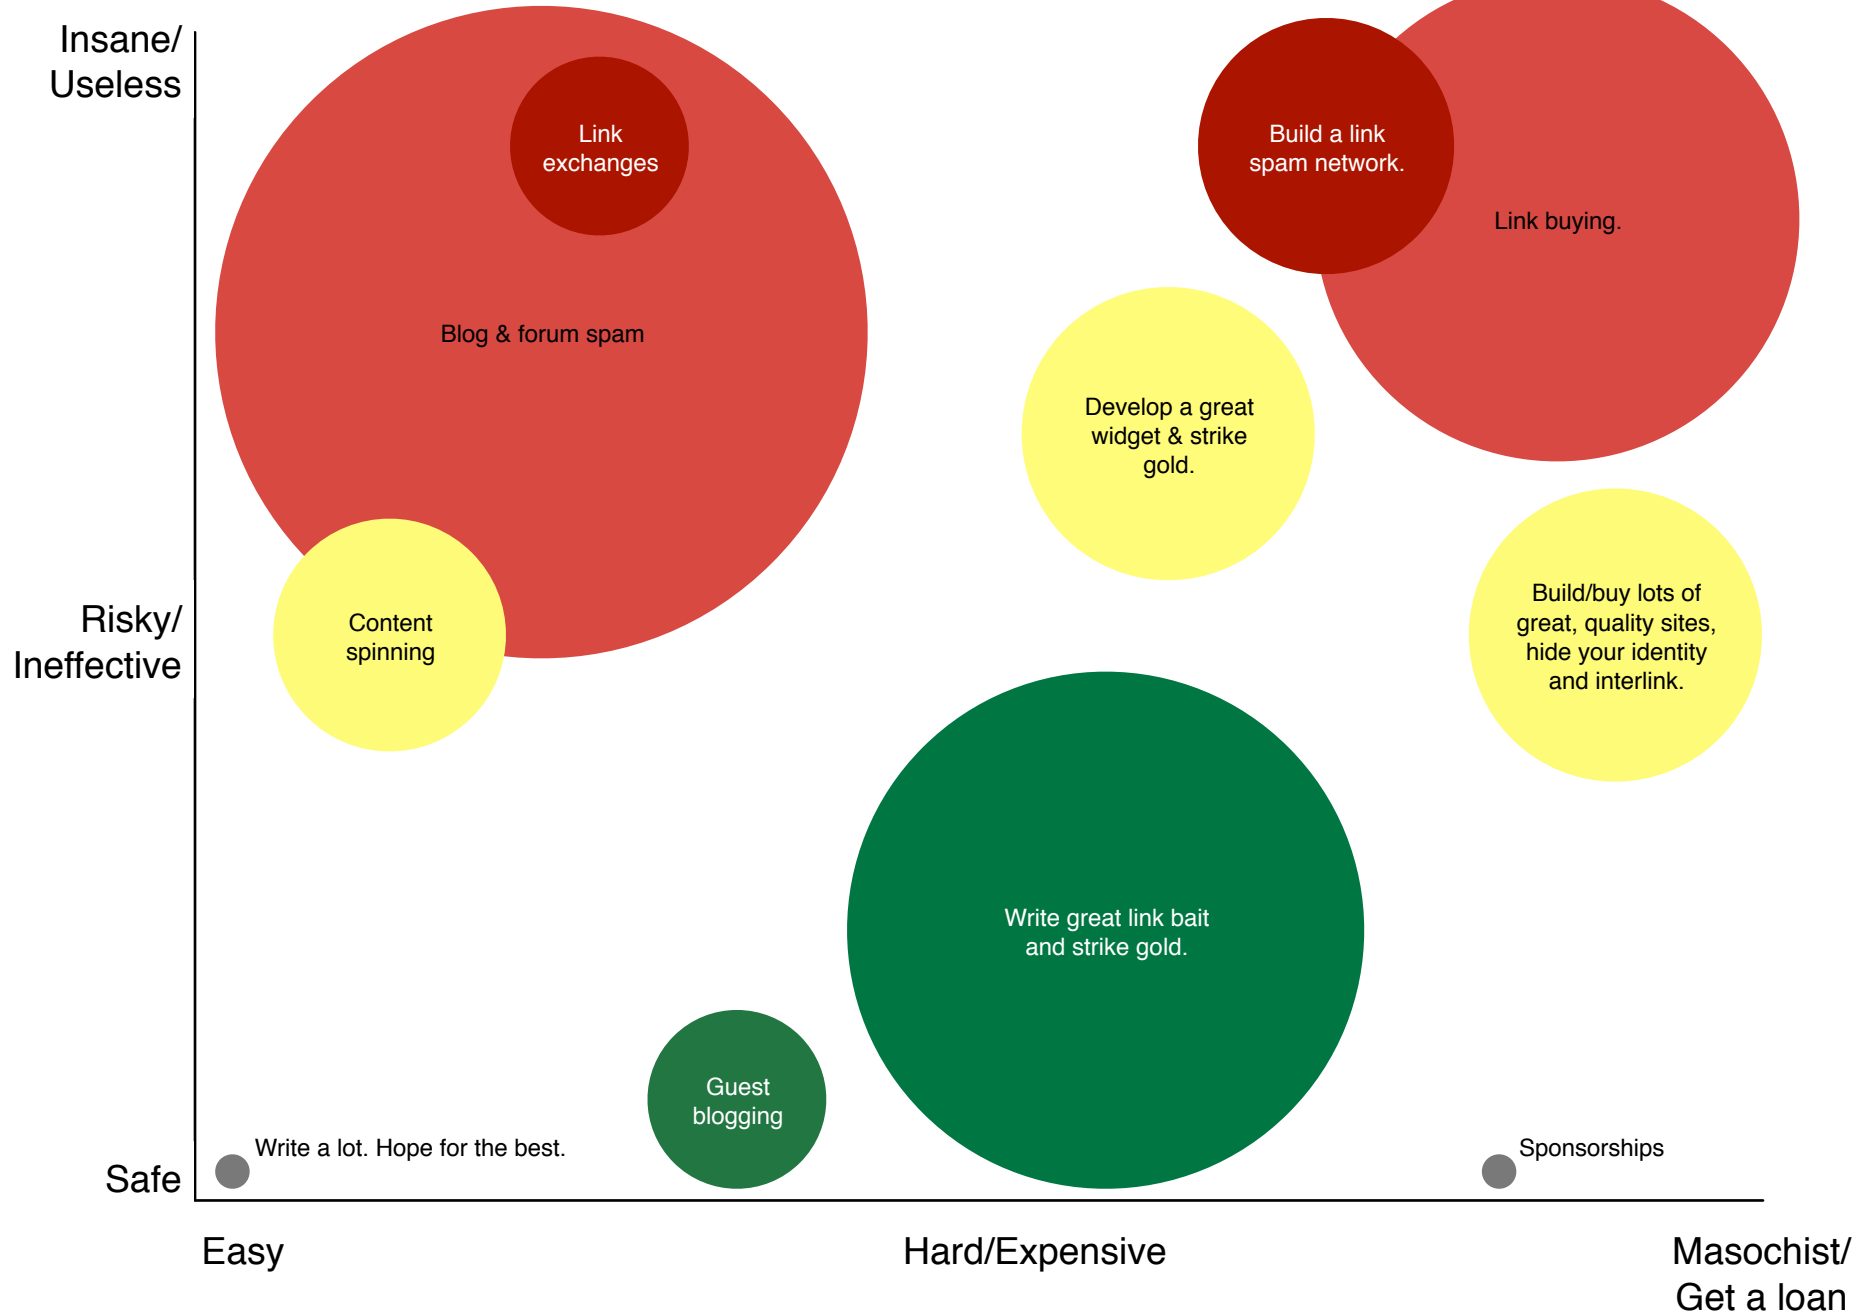 Insane/
Useless
Link
exchanges
Build a link
spam network.
Link buying.
Blog & forum spam
Develop a great
widget & strike
gold.
Risky/
Ineffective
Content
spinning
Build/buy lots of
great, quality sites,
hide your identity
and interlink.
Write great link bait
and strike gold.
Guest
blogging
Write a lot. Hope for the best.
Sponsorships
Safe
Easy
Hard/Expensive
Masochist/
Get a loan